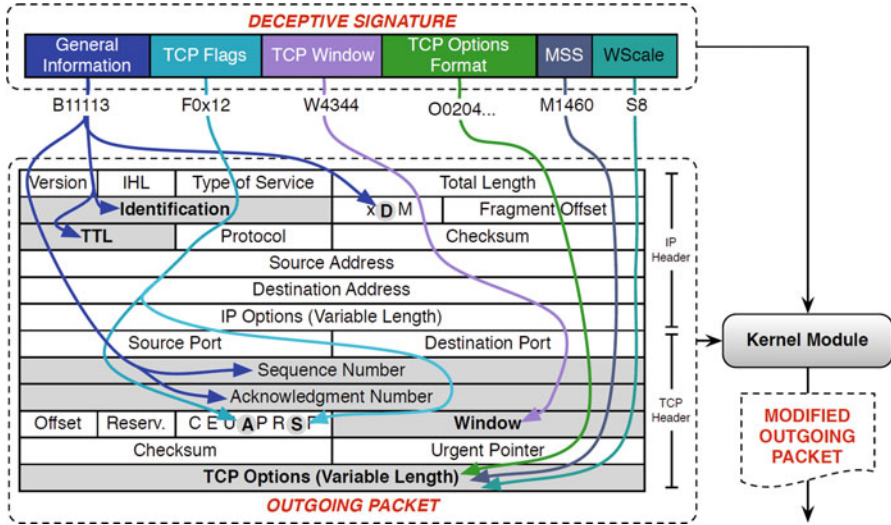 DECEPTIVE SIGNATURE
General Information TCP Flags TCP Window TCP Options Format MSS WScale
B11113 F0x12 W4344 O0204... M1460 S8
Version IHL Type of Service Total Length
Identification x D M Fragment Offset
TTL Protocol Checksum
Source Address
Destination Address
IP Options (Variable Length)
IP Header
Source Port Destination Port
Sequence Number
Acknowledgment Number
Offset Reserv. C E U A P R S F Window
Checksum Urgent Pointer
TCP Options (Variable Length)
TCP Header
OUTGOING PACKET
Kernel Module
MODIFIED OUTGOING PACKET